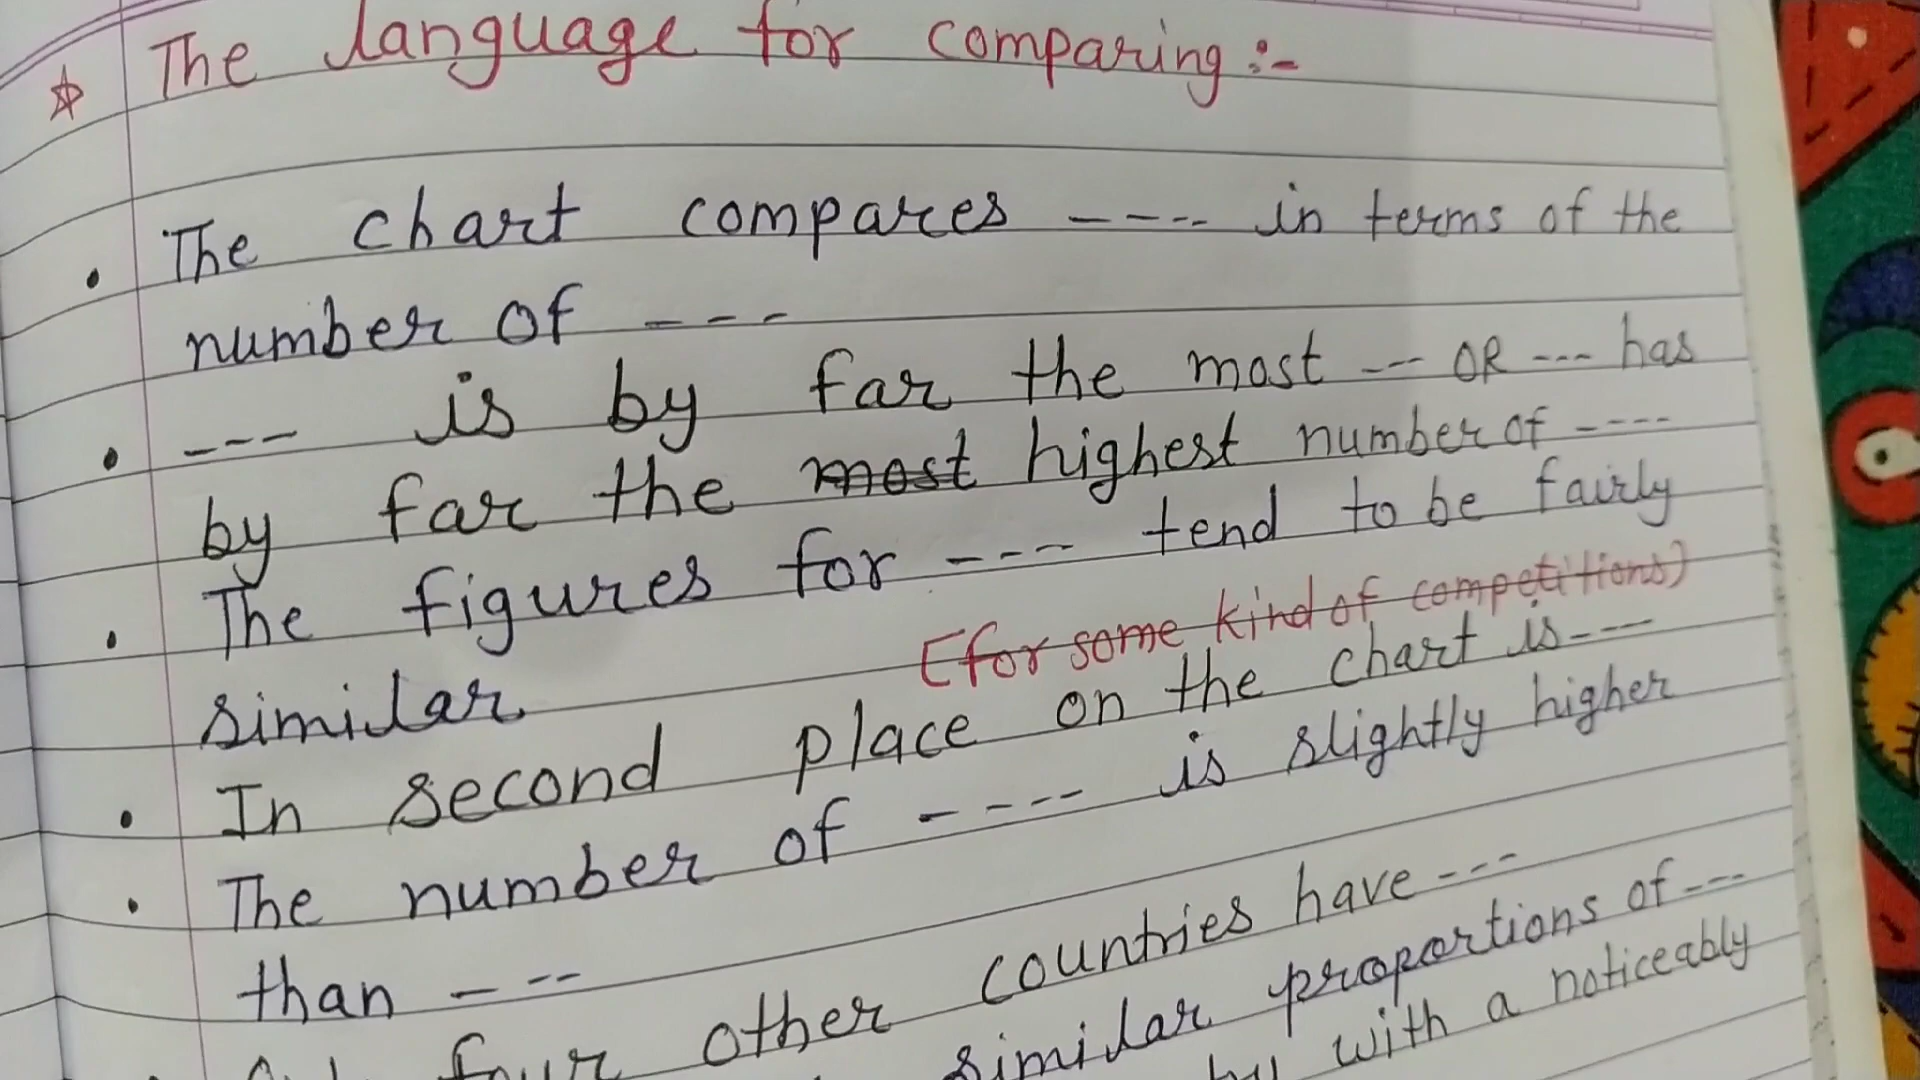 The language for comparing :-
• The chart compares ---- in terms of the
number of ---
• --- is by far the most -- OR --- has
by far the most highest number of ----
• The figures for ---- tend to be fairly
similar (for some kind of competitions)
• In second place on the chart is ---
• The number of ---- is slightly higher
than ---
four other countries have ---
similar proportions of ---
with a noticeably